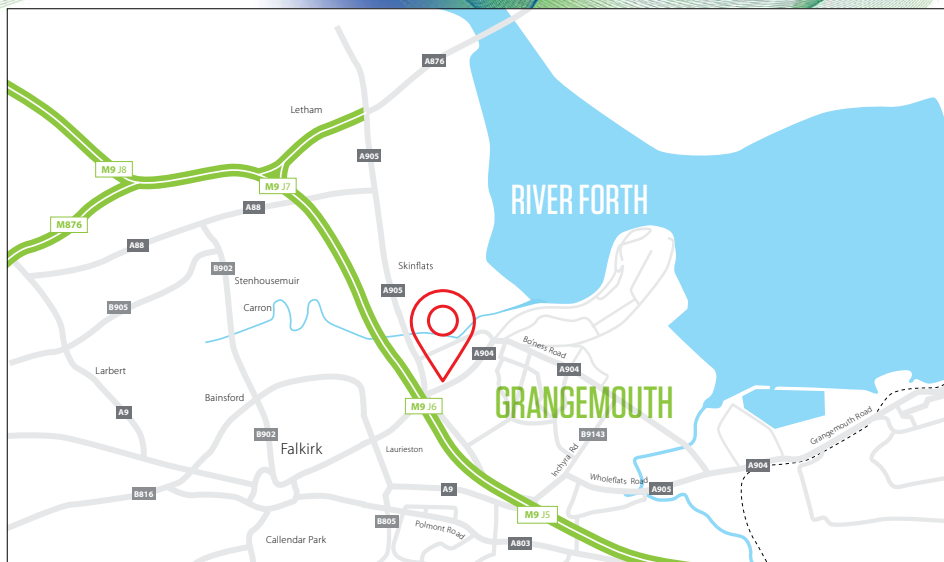 A876
Letham
A905
M9 J8
M9 J7
RIVER FORTH
A88
M876
A88
Skinflats
B902
Stenhousemuir
A905
B905
Carron
Bo'ness Road
A904
Larbert
A904
Bainsford
GRANGEMOUTH
M9 J6
A9
Grangemouth Road
B902
B9143
Falkirk
Laurieston
Inchyra Rd
A904
Wholeflats Road
A905
B816
A9
M9 J5
B805
Polmont Road
Callendar Park
A803